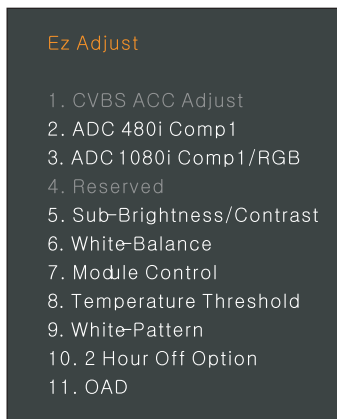 Ez Adjust
1. CVBS ACC Adjust
2. ADC 480i Comp1
3. ADC 1080i Comp1/RGB
4. Reserved
5. Sub-Brightness/Contrast
6. White-Balance
7. Module Control
8. Temperature Threshold
9. White-Pattern
10. 2 Hour Off Option
11. OAD